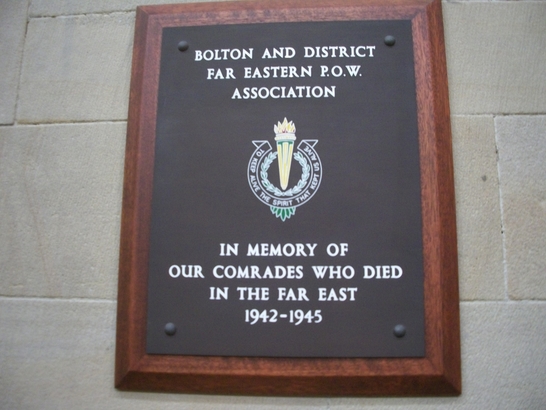 BOLTON AND DISTRICT
FAR EASTERN P.O.W.
ASSOCIATION
TO KEEP ALIVE THE SPIRIT THAT KEPT US ALIVE
IN MEMORY OF
OUR COMRADES WHO DIED
IN THE FAR EAST
1942-1945